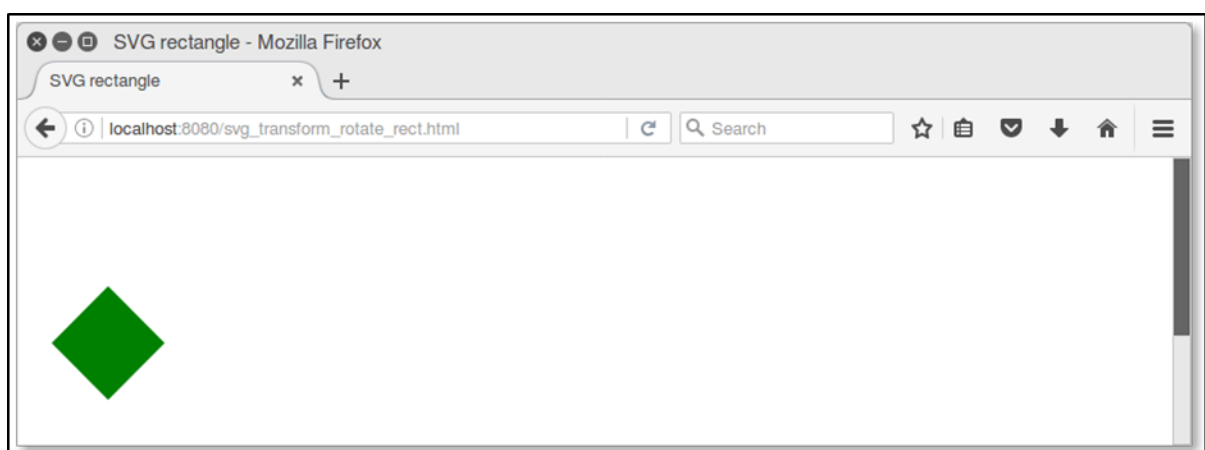 SVG rectangle - Mozilla Firefox
SVG rectangle
localhost:8080/svg_transform_rotate_rect.html
Search